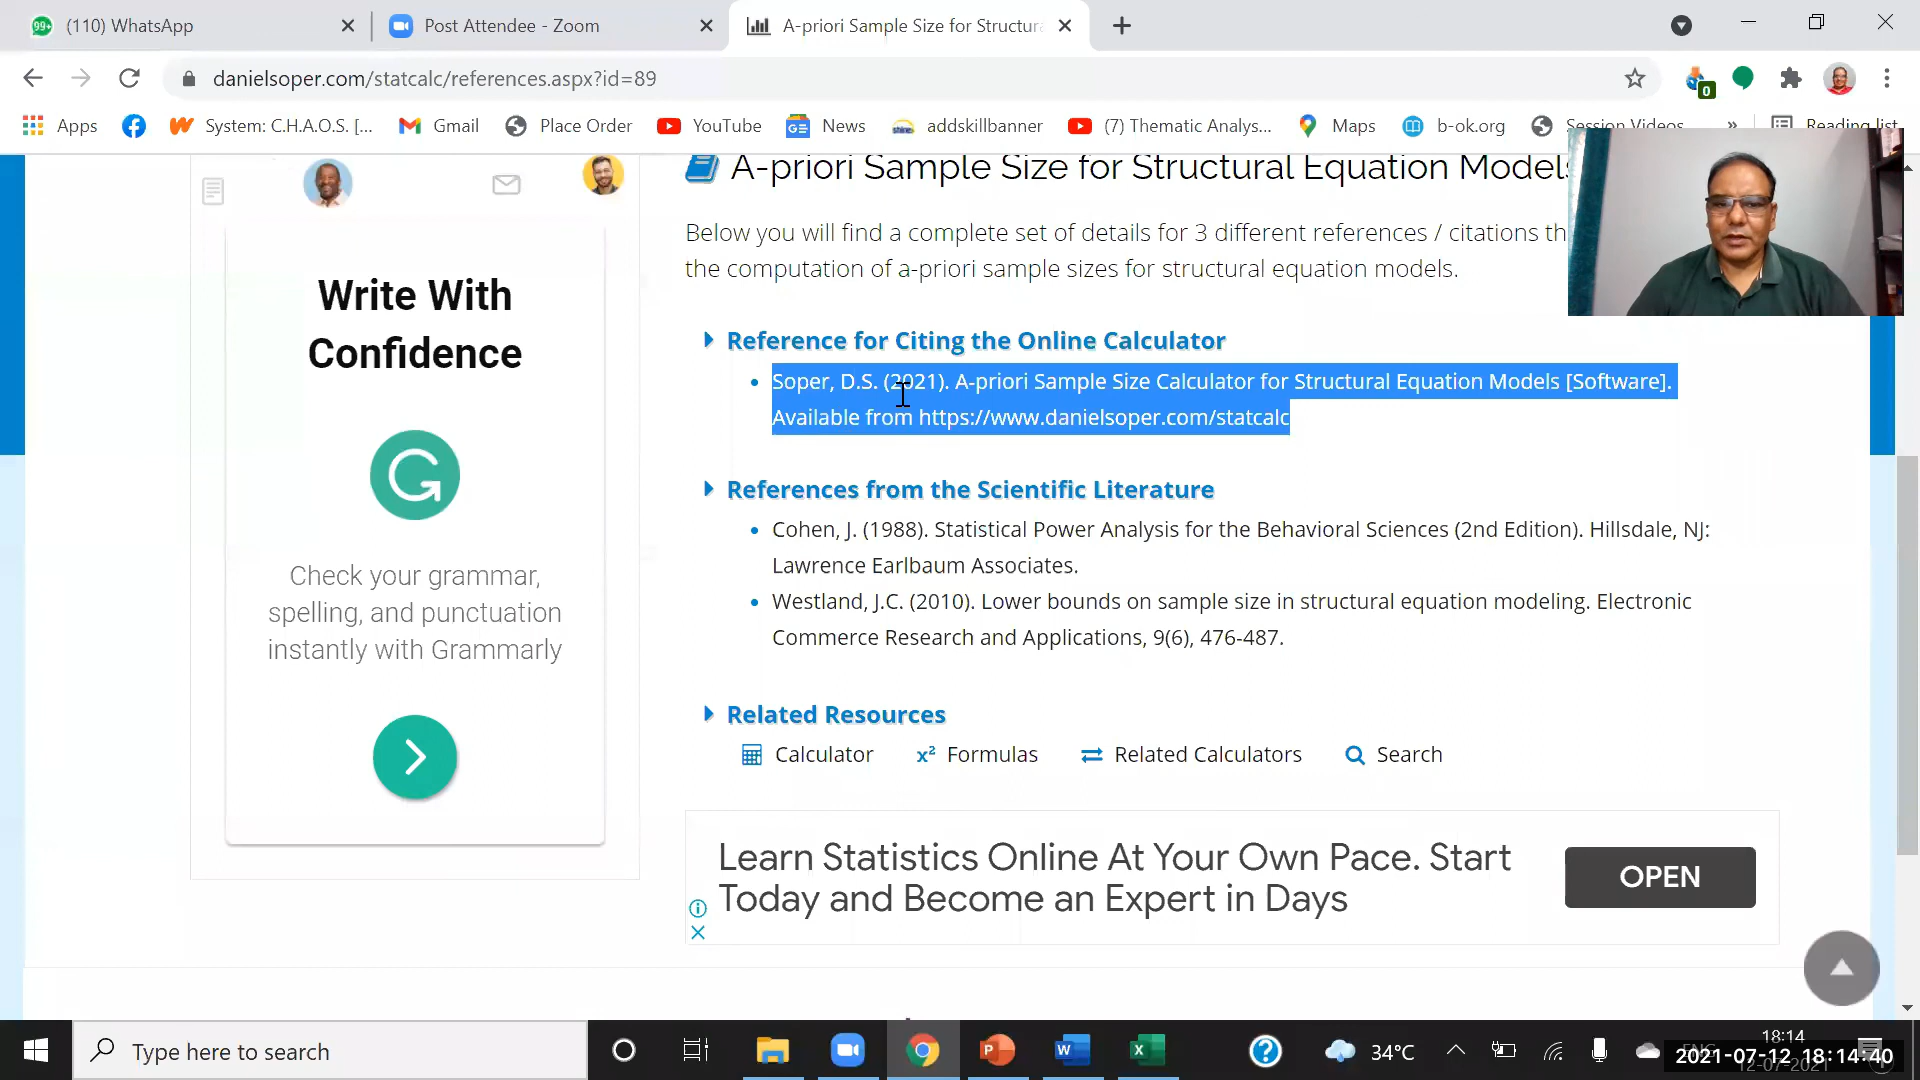 (110) WhatsApp
Post Attendee - Zoom
A-priori Sample Size for Structura
danielsoper.com/statcalc/references.aspx?id=89
0
Apps
System: C.H.A.O.S. [...
Gmail
Place Order
YouTube
News
addskillbanner
(7) Thematic Analys...
Maps
b-ok.org
Session Videos
»
Reading list
A-priori Sample Size for Structural Equation Models
Below you will find a complete set of details for 3 different references / citations th
the computation of a-priori sample sizes for structural equation models.
Write With
Confidence
Check your grammar,
spelling, and punctuation
instantly with Grammarly
Reference for Citing the Online Calculator
Soper, D.S. (2021). A-priori Sample Size Calculator for Structural Equation Models [Software].
Available from https://www.danielsoper.com/statcalc
References from the Scientific Literature
Cohen, J. (1988). Statistical Power Analysis for the Behavioral Sciences (2nd Edition). Hillsdale, NJ:
Lawrence Earlbaum Associates.
Westland, J.C. (2010). Lower bounds on sample size in structural equation modeling. Electronic
Commerce Research and Applications, 9(6), 476-487.
Related Resources
Calculator
x² Formulas
Related Calculators
Search
Learn Statistics Online At Your Own Pace. Start
Today and Become an Expert in Days
OPEN
Type here to search
34°C
18:14
2021-07-12 18:14:40